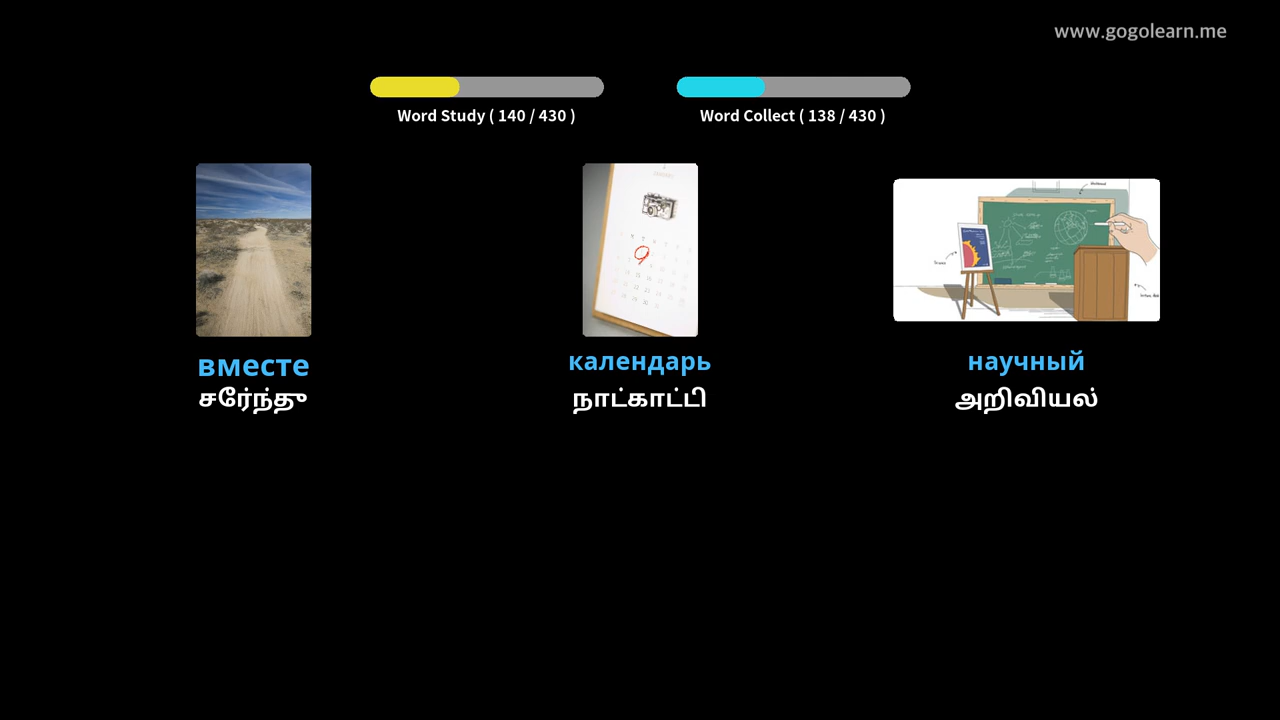 www.gogolearn.me
Word Study ( 140 / 430 )
Word Collect ( 138 / 430 )
вместе
சேர்ந்து
календарь
நாட்காட்டி
научный
அறிவியல்